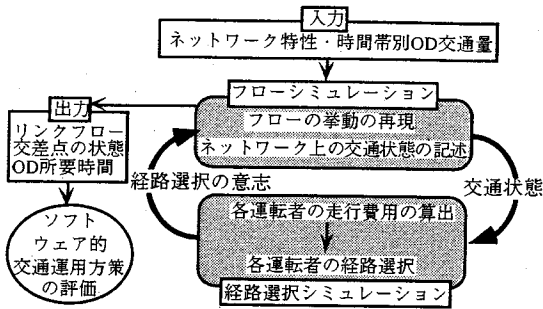 入力
ネットワーク特性・時間帯別OD交通量
フローシミュレーション
フローの挙動の再現
ネットワーク上の交通状態の記述
出力
リンクフロー
交差点の状態
OD所要時間
経路選択の意志
交通状態
ソフト
ウェア的
交通運用方策
の評価
各運転者の走行費用の算出
各運転者の経路選択
経路選択シミュレーション